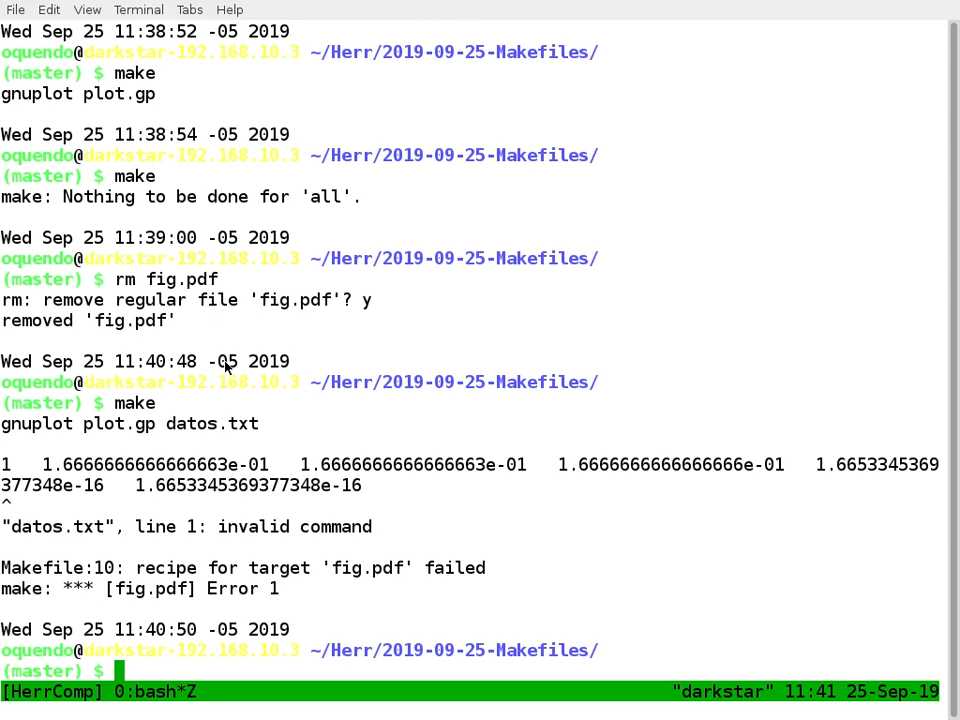 File Edit View Terminal Tabs Help
Wed Sep 25 11:38:52 -05 2019
oquendo@darkstar-192.168.10.3 ~/Herr/2019-09-25-Makefiles/
(master) $ make
gnuplot plot.gp
Wed Sep 25 11:38:54 -05 2019
oquendo@darkstar-192.168.10.3 ~/Herr/2019-09-25-Makefiles/
(master) $ make
make: Nothing to be done for 'all'.
Wed Sep 25 11:39:00 -05 2019
oquendo@darkstar-192.168.10.3 ~/Herr/2019-09-25-Makefiles/
(master) $ rm fig.pdf
rm: remove regular file 'fig.pdf'? y
removed 'fig.pdf'
Wed Sep 25 11:40:48 -05 2019
oquendo@darkstar-192.168.10.3 ~/Herr/2019-09-25-Makefiles/
(master) $ make
gnuplot plot.gp datos.txt
1   1.6666666666666663e-01   1.6666666666666663e-01   1.6666666666666666e-01   1.6653345369
377348e-16   1.6653345369377348e-16
^
"datos.txt", line 1: invalid command
Makefile:10: recipe for target 'fig.pdf' failed
make: *** [fig.pdf] Error 1
Wed Sep 25 11:40:50 -05 2019
oquendo@darkstar-192.168.10.3 ~/Herr/2019-09-25-Makefiles/
(master) $
[HerrComp] 0:bash*Z "darkstar" 11:41 25-Sep-19